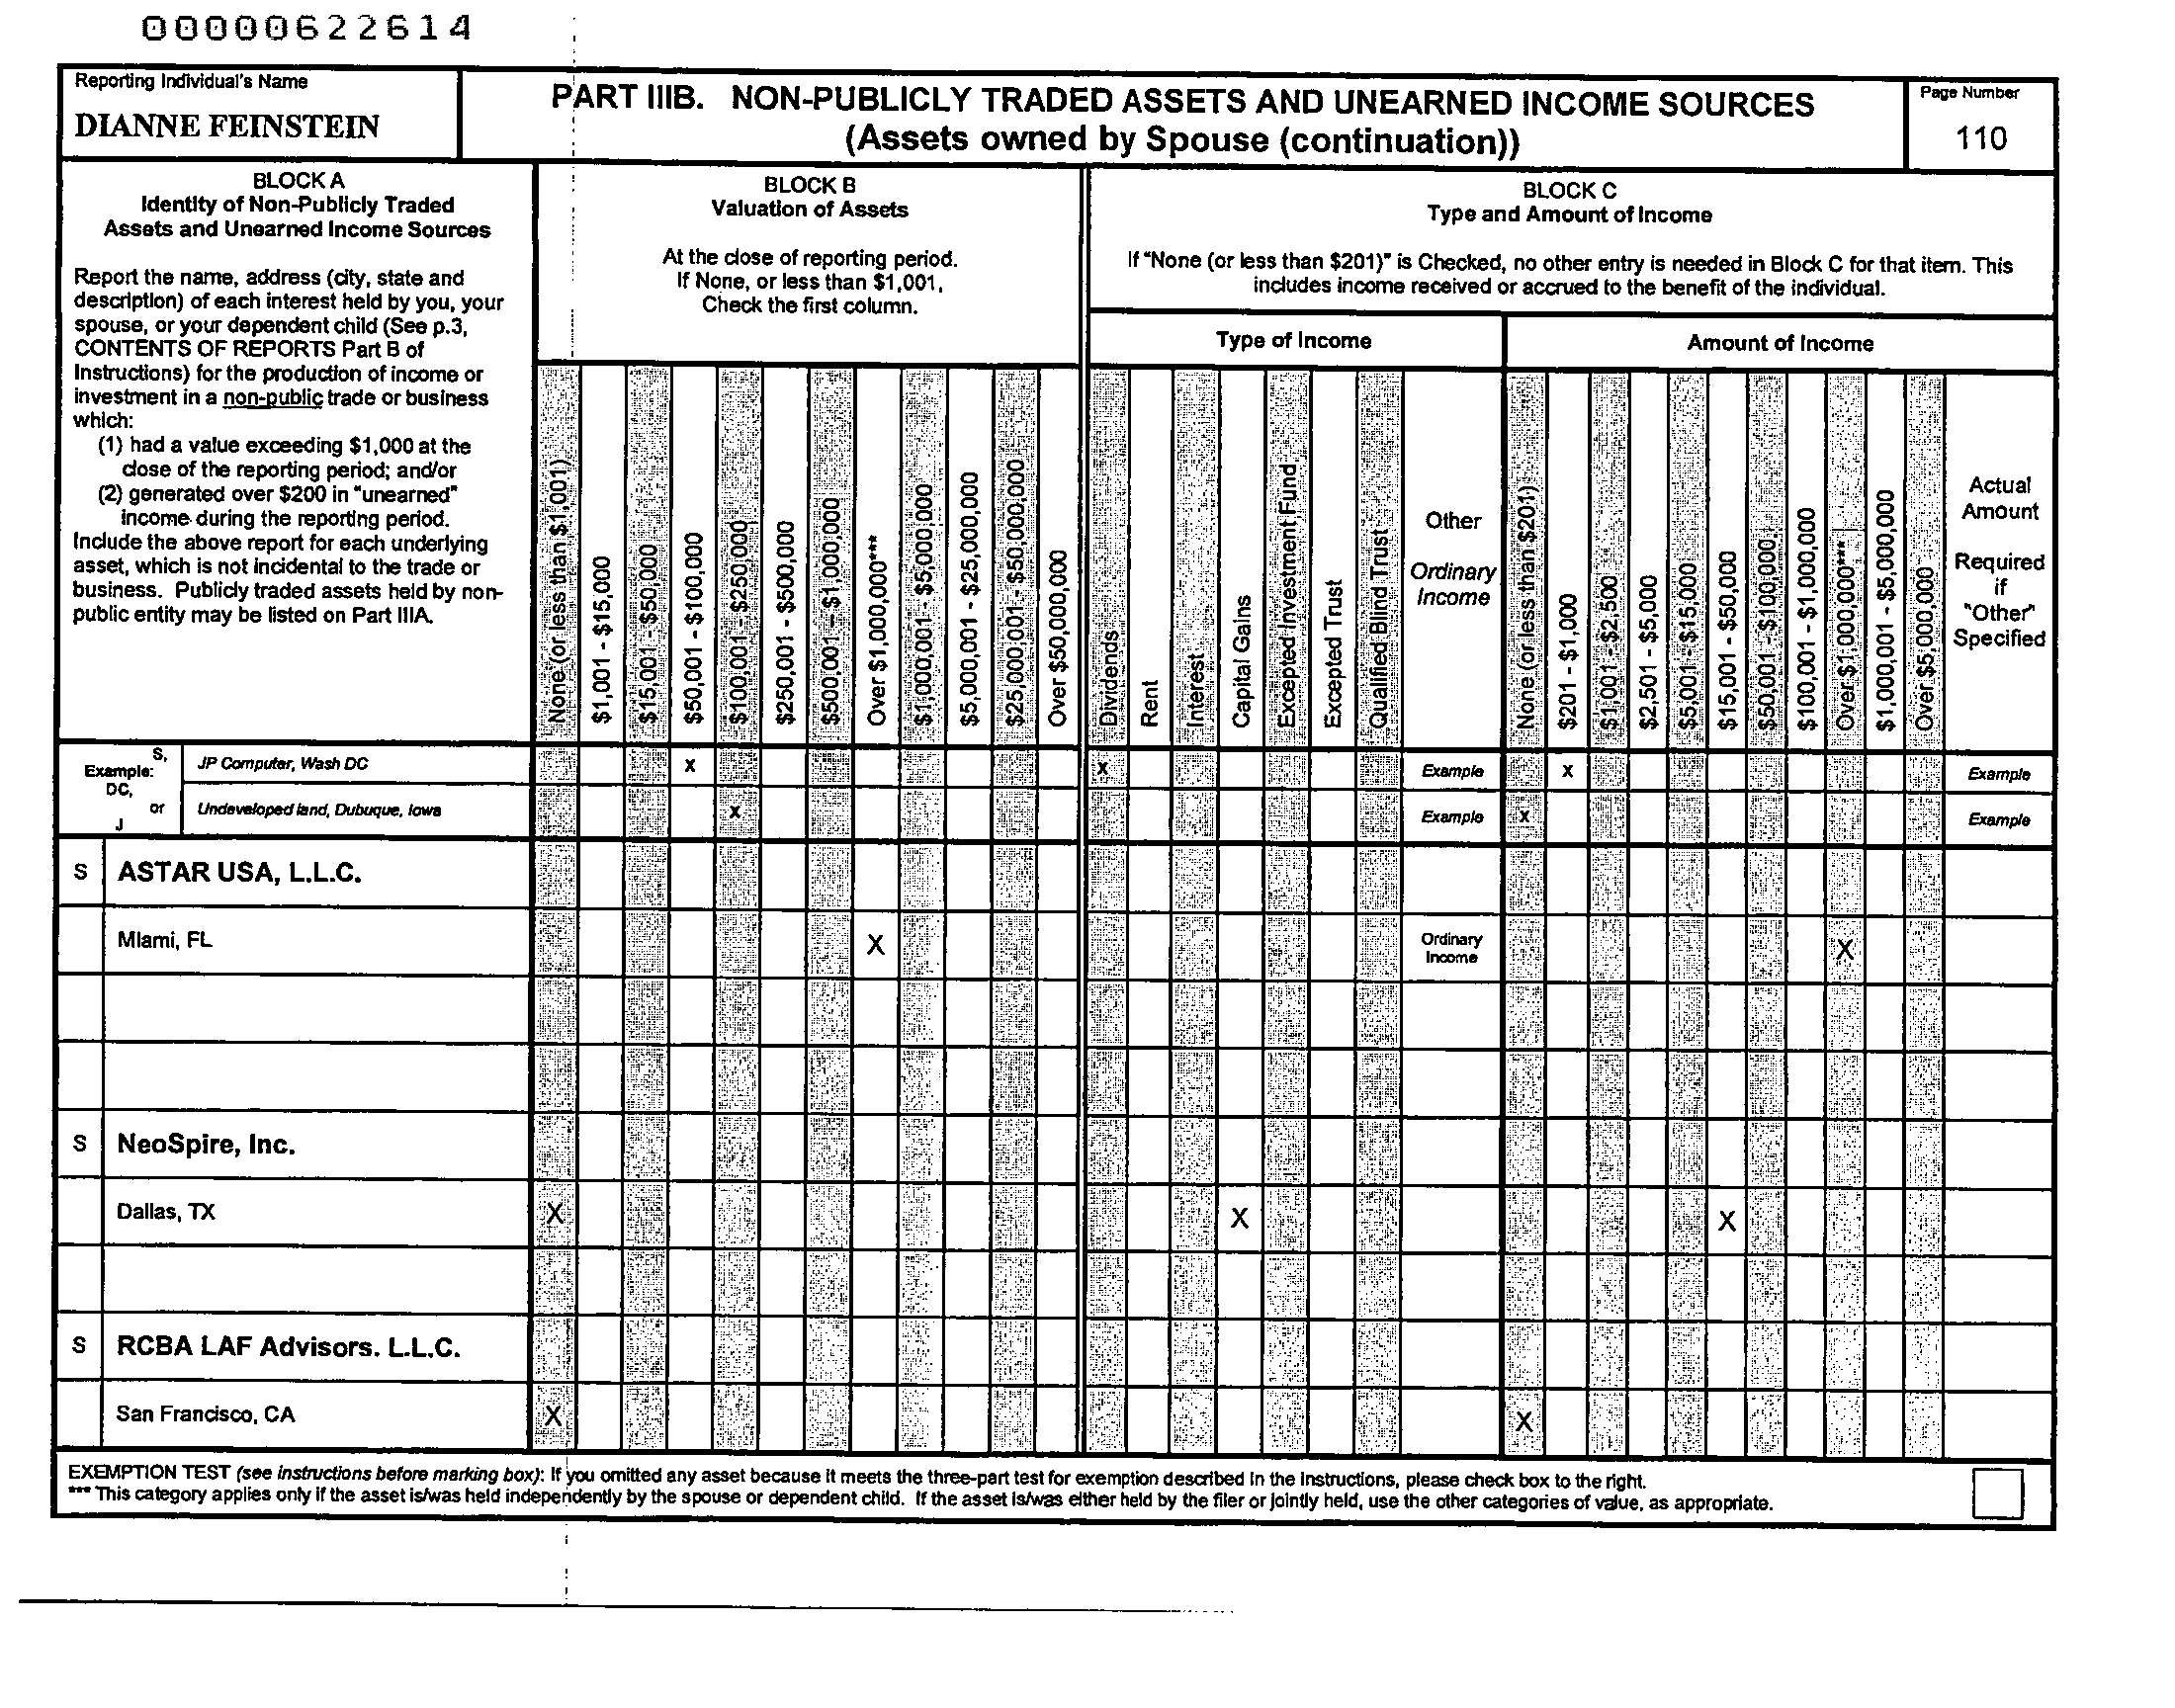 00000622614
Reporting Individual's Name
DIANNE FEINSTEIN
PART IIIB. NON-PUBLICLY TRADED ASSETS AND UNEARNED INCOME SOURCES
(Assets owned by Spouse (continuation))
Page Number
110
BLOCK A
Identity of Non-Publicly Traded
Assets and Unearned Income Sources
Report the name, address (city, state and
description) of each interest held by you, your
spouse, or your dependent child (See p.3,
CONTENTS OF REPORTS Part B of
Instructions) for the production of income or
investment in a non-public trade or business
which:
(1) had a value exceeding $1,000 at the
close of the reporting period; and/or
(2) generated over $200 in "unearned"
income during the reporting period.
Include the above report for each underlying
asset, which is not incidental to the trade or
business. Publicly traded assets held by non-
public entity may be listed on Part IIIA.
BLOCK B
Valuation of Assets
At the close of reporting period.
If None, or less than $1,001,
Check the first column.
BLOCK C
Type and Amount of Income
If "None (or less than $201)" is Checked, no other entry is needed in Block C for that item. This
includes income received or accrued to the benefit of the individual.
Type of Income
Amount of Income
None (or less than $1,001)
$1,001 - $15,000
$15,001 - $50,000
$50,001 - $100,000
$100,001 - $250,000
$250,001 - $500,000
$500,001 - $1,000,000
Over $1,000,000***
$1,000,001 - $5,000,000
$5,000,001 - $25,000,000
$25,000,001 - $50,000,000
Over $50,000,000
Dividends
Rent
Interest
Capital Gains
Excepted Investment Fund
Excepted Trust
Qualified Blind Trust
Other
Ordinary
Income
None (or less than $201)
$201 - $1,000
$1,001 - $2,500
$2,501 - $5,000
$5,001 - $15,000
$15,001 - $50,000
$50,001 - $100,000
$100,001 - $1,000,000
Over $1,000,000***
$1,000,001 - $5,000,000
Over $5,000,000
Actual
Amount
Required
if
"Other"
Specified
S,
Example:
DC,
or
J
JP Computer, Wash DC x x Example x Example
Undeveloped land, Dubuque, Iowa x Example x Example
S ASTAR USA, L.L.C.
Miami, FL X Ordinary Income X
S NeoSpire, Inc.
Dallas, TX X X X
S RCBA LAF Advisors. L.L.C.
San Francisco, CA X X
EXEMPTION TEST (see instructions before marking box): If you omitted any asset because it meets the three-part test for exemption described in the instructions, please check box to the right.
*** This category applies only if the asset is/was held independently by the spouse or dependent child. If the asset is/was either held by the filer or jointly held, use the other categories of value, as appropriate.